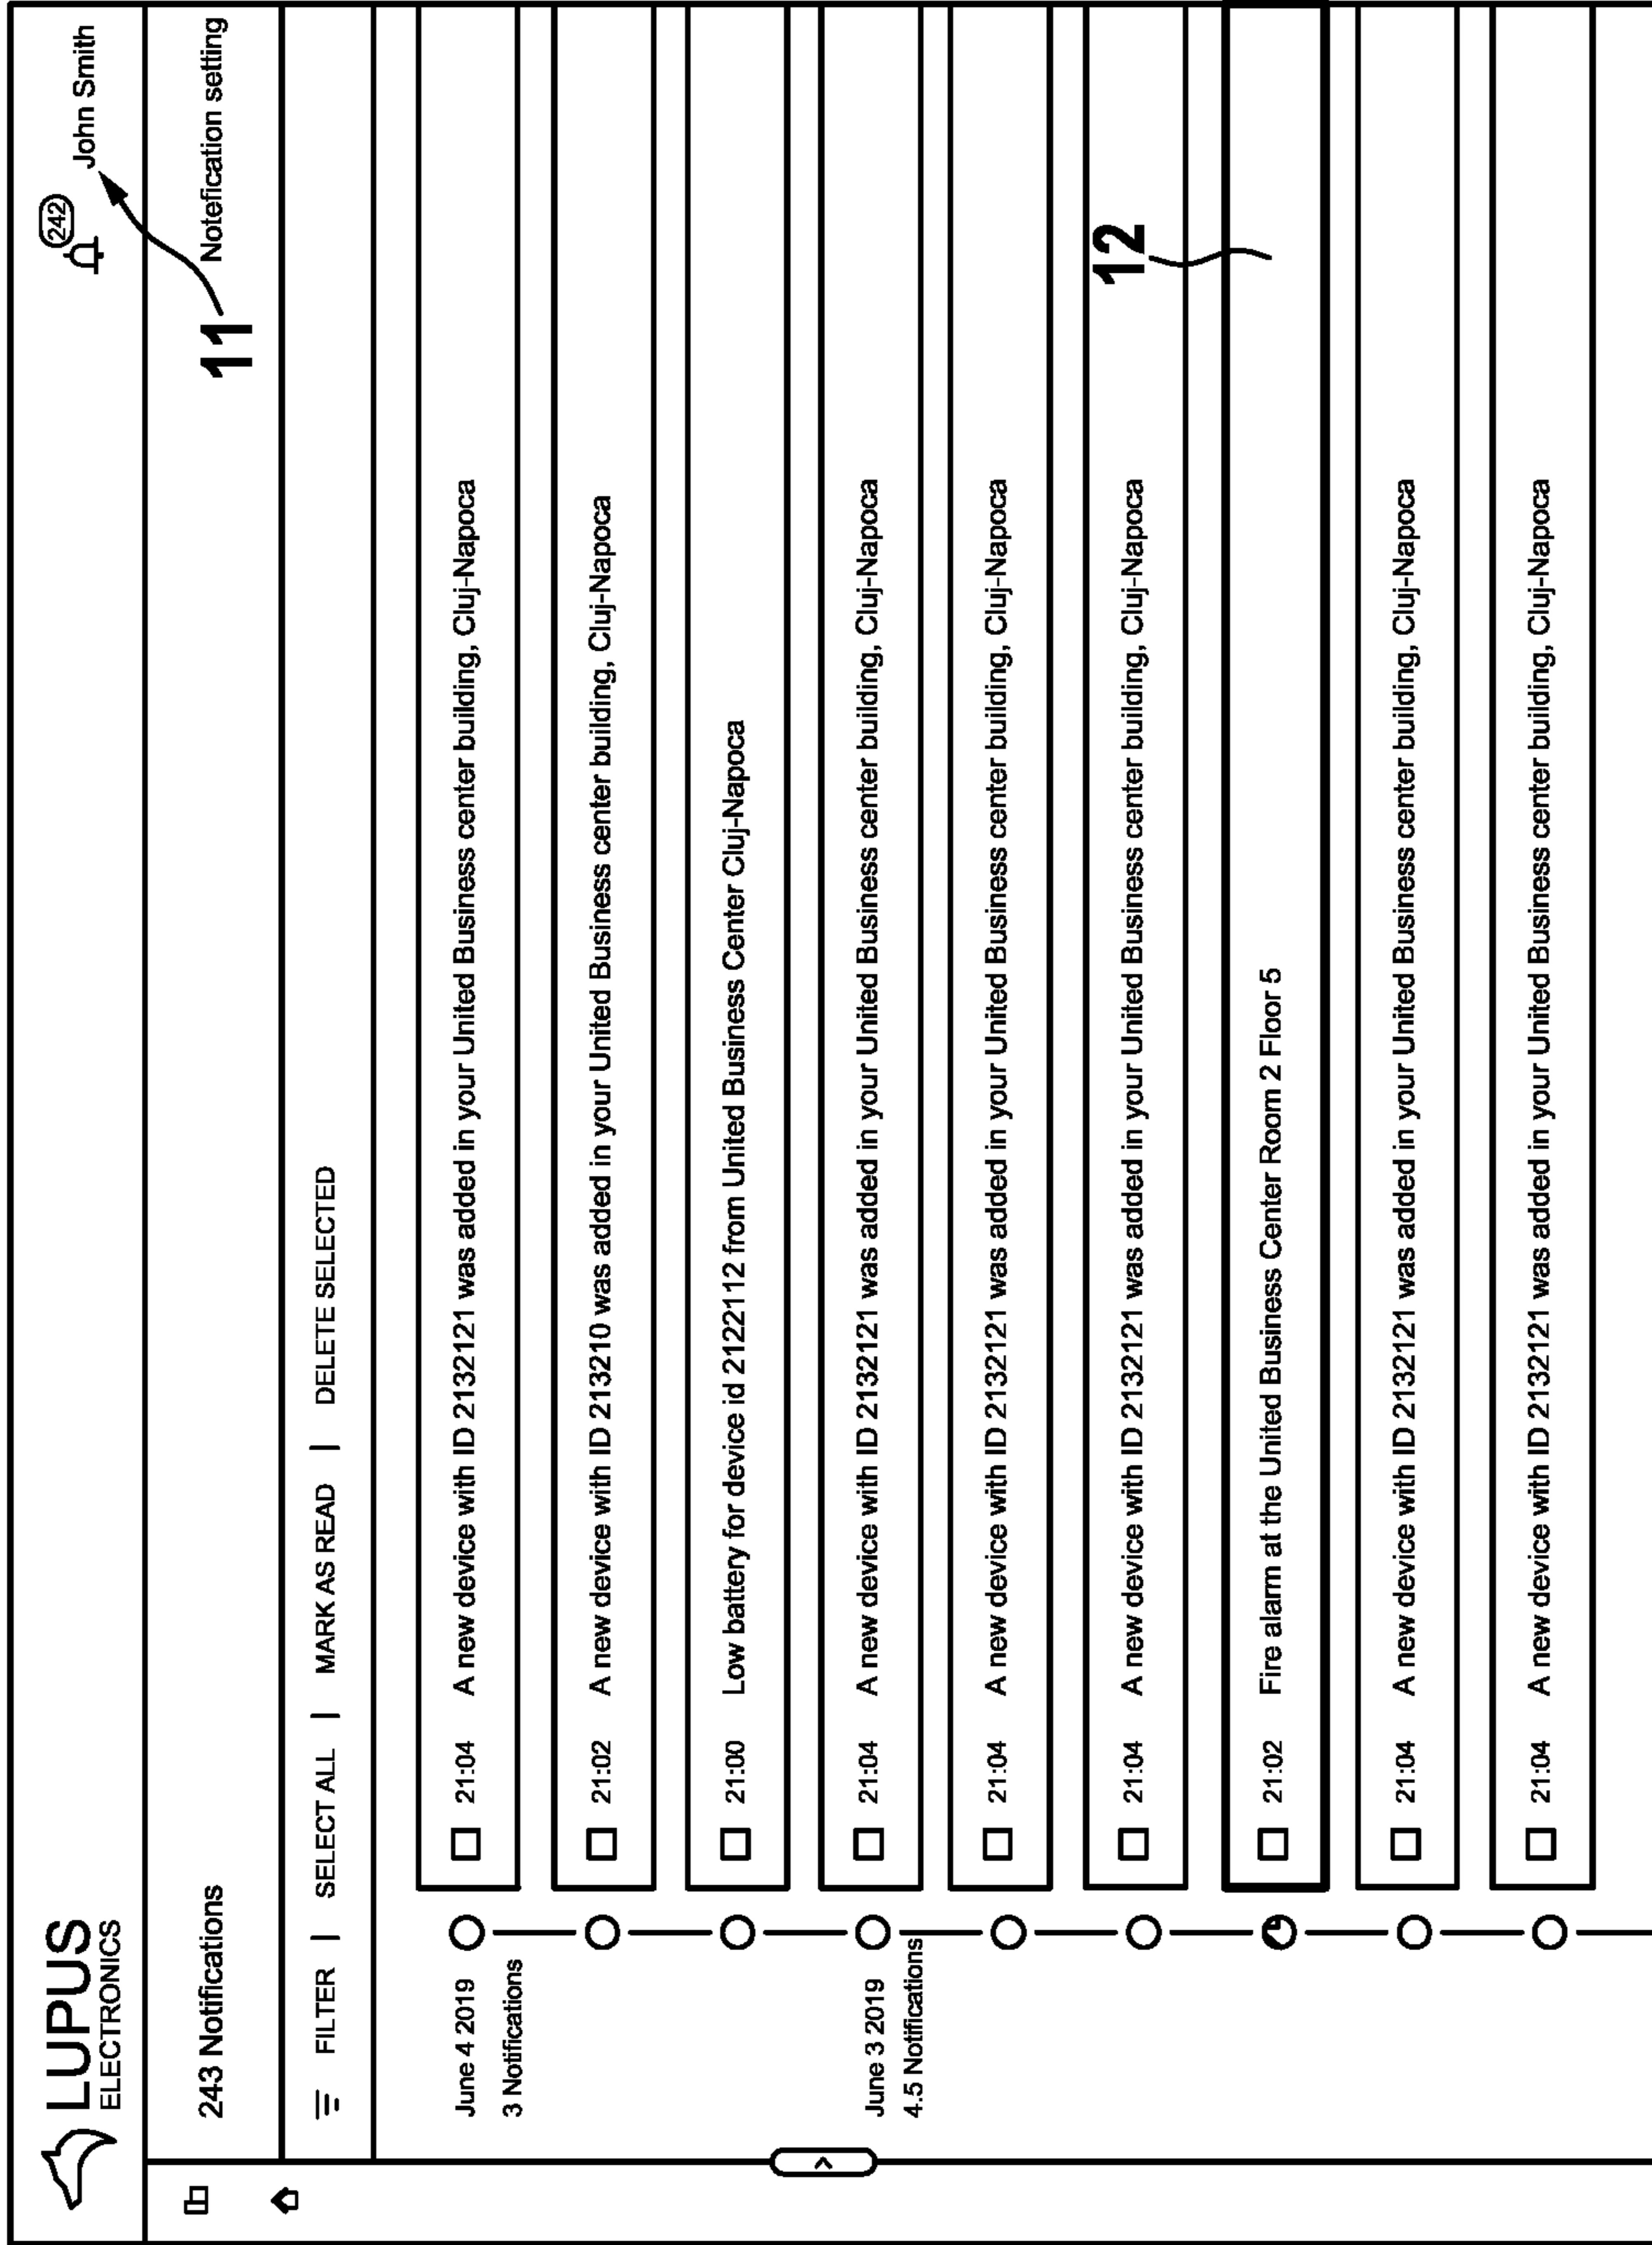 LUPUS
ELECTRONICS
242
John Smith
243 Notifications
11
Notefication setting
FILTER | SELECT ALL | MARK AS READ | DELETE SELECTED
June 4 2019
3 Notifications
21:04 A new device with ID 2132121 was added in your United Business center building, Cluj-Napoca
21:02 A new device with ID 213210 was added in your United Business center building, Cluj-Napoca
21:00 Low battery for device id 2122112 from United Business Center Cluj-Napoca
June 3 2019
4.5 Notifications
21:04 A new device with ID 2132121 was added in your United Business center building, Cluj-Napoca
21:04 A new device with ID 2132121 was added in your United Business center building, Cluj-Napoca
21:04 A new device with ID 2132121 was added in your United Business center building, Cluj-Napoca
12
21:02 Fire alarm at the United Business Center Room 2 Floor 5
21:04 A new device with ID 2132121 was added in your United Business center building, Cluj-Napoca
21:04 A new device with ID 2132121 was added in your United Business center building, Cluj-Napoca